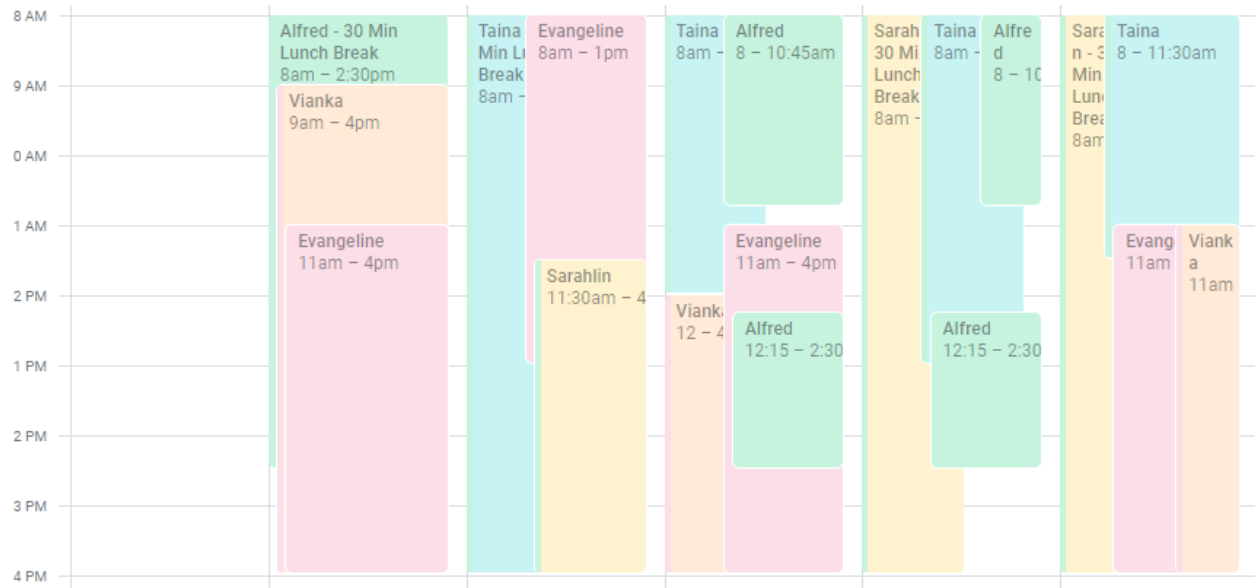 8 AM
9 AM
0 AM
1 AM
2 PM
1 PM
2 PM
3 PM
4 PM
Alfred - 30 Min
Lunch Break
8am – 2:30pm
Vianka
9am – 4pm
Evangeline
11am – 4pm
Taina
Min Lu
Break
8am –
Evangeline
8am – 1pm
Sarahlin
11:30am – 4
Taina
8am –
Alfred
8 – 10:45am
Evangeline
11am – 4pm
Vianka
12 – 4
Alfred
12:15 – 2:30
Sarah
30 Mi
Lunch
Break
8am –
Taina
8am –
Alfre
d
8 – 10
Alfred
12:15 – 2:30
Sara
n - 3
Min
Lun
Brea
8am
Taina
8 – 11:30am
Evang
11am
Viank
a
11am